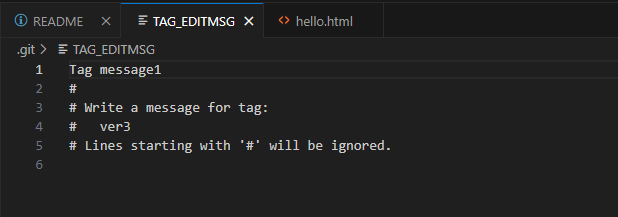 README
TAG_EDITMSG
hello.html
.git > TAG_EDITMSG
1 Tag message1
2 #
3 # Write a message for tag:
4 #   ver3
5 # Lines starting with '#' will be ignored.
6